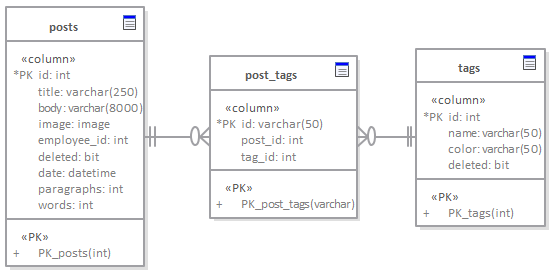 posts
«column»
*PK id: int
title: varchar(250)
body: varchar(8000)
image: image
employee_id: int
deleted: bit
date: datetime
paragraphs: int
words: int
«PK»
+ PK_posts(int)
post_tags
«column»
*PK id: varchar(50)
post_id: int
tag_id: int
«PK»
+ PK_post_tags(varchar)
tags
«column»
*PK id: int
name: varchar(50)
color: varchar(50)
deleted: bit
«PK»
+ PK_tags(int)